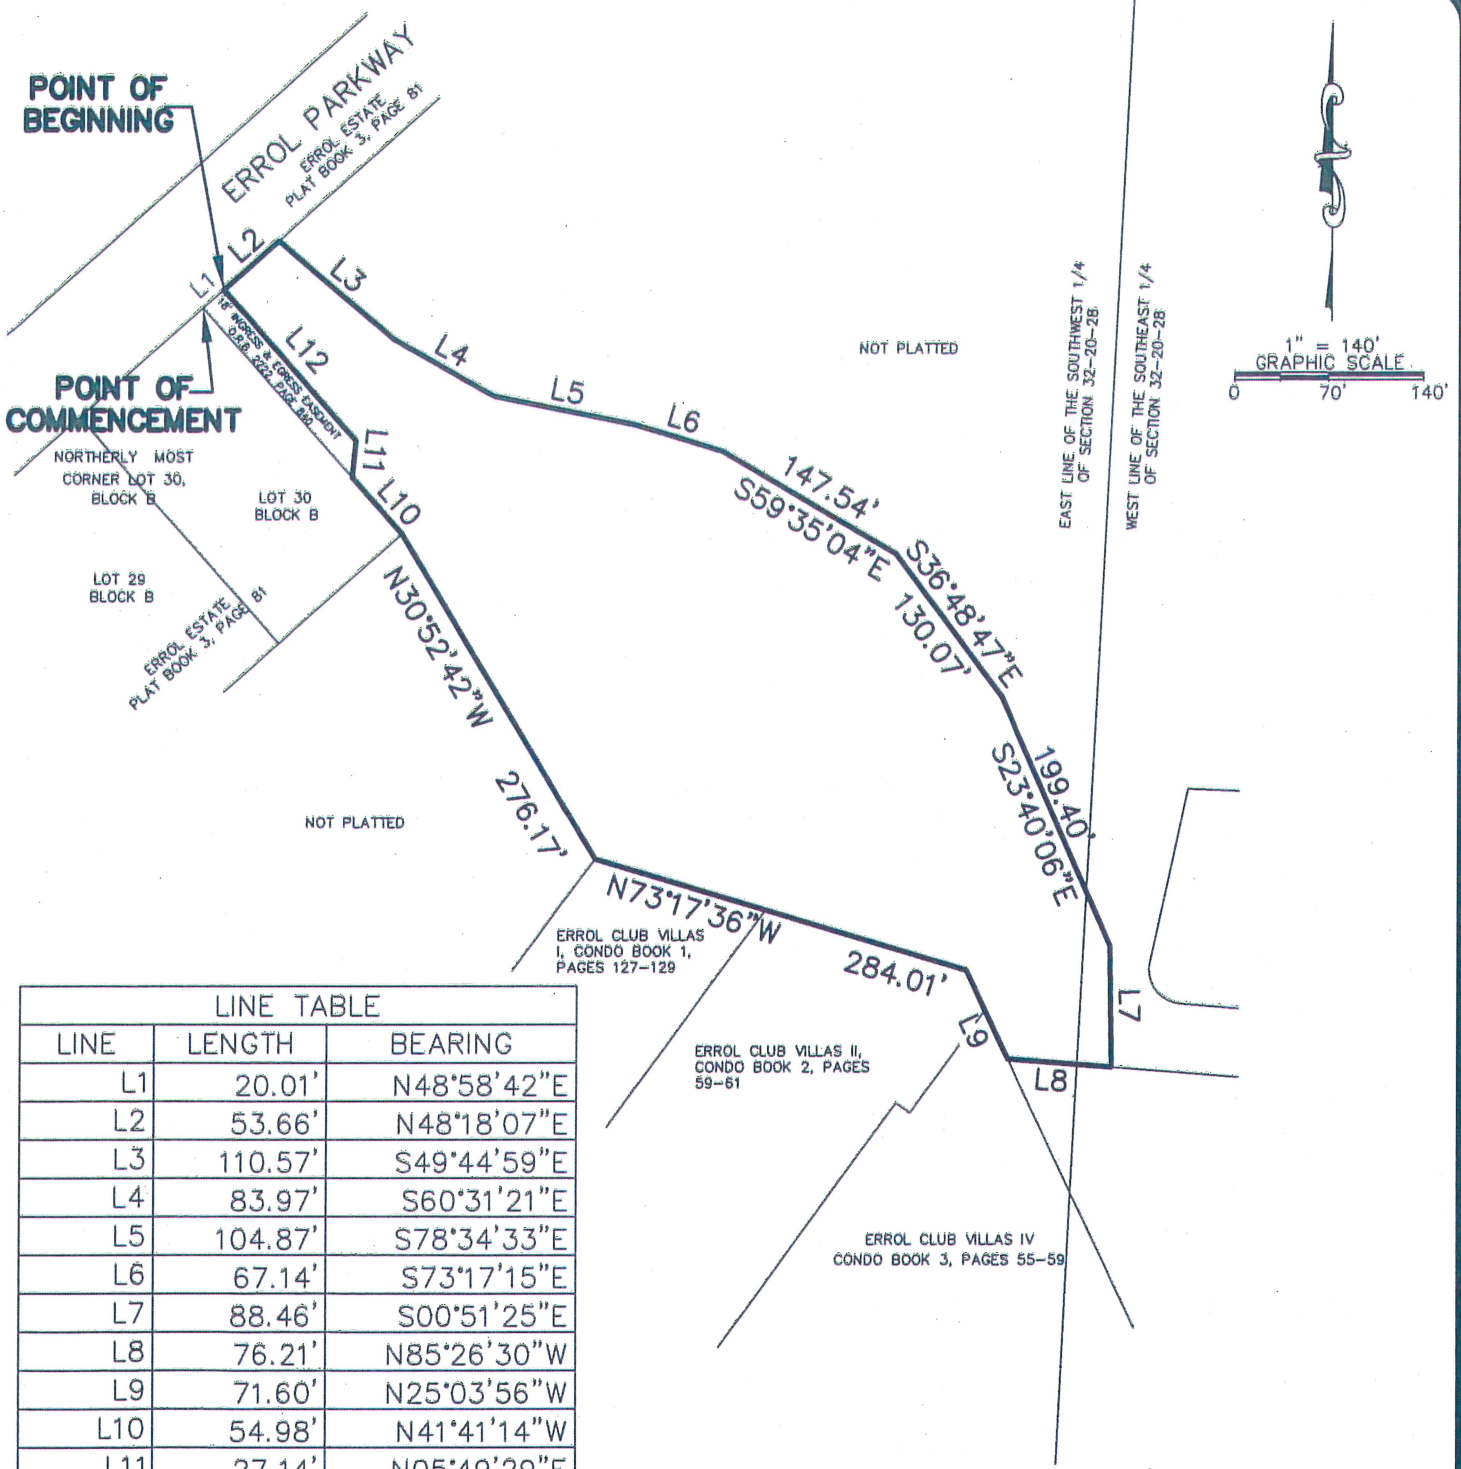 POINT OF
BEGINNING
ERROL PARKWAY
ERROL ESTATE
PLAT BOOK 3, PAGE 81
L1
L2
L3
L4
L5
L6
147.54'
S59°35'04"E
S36°48'47"E
130.07'
199.40'
S23°40'06"E
L7
L8
L9
284.01'
N73°17'36"W
276.17'
N30°52'42"W
L10
L11
L12
18' INGRESS & EGRESS EASEMENT
O.R.B. 2222, PAGE
POINT OF
COMMENCEMENT
NORTHERLY MOST
CORNER LOT 30,
BLOCK B
LOT 30
BLOCK B
LOT 29
BLOCK B
ERROL ESTATE
PLAT BOOK 3, PAGE 81
NOT PLATTED
NOT PLATTED
EAST LINE OF THE SOUTHWEST 1/4
OF SECTION 32-20-28
WEST LINE OF THE SOUTHEAST 1/4
OF SECTION 32-20-28
1" = 140'
GRAPHIC SCALE
0 70' 140'
ERROL CLUB VILLAS
I, CONDO BOOK 1,
PAGES 127-129
ERROL CLUB VILLAS II,
CONDO BOOK 2, PAGES
59-61
ERROL CLUB VILLAS IV
CONDO BOOK 3, PAGES 55-59
LINE TABLE
LINE LENGTH BEARING
L1 20.01' N48°58'42"E
L2 53.66' N48°18'07"E
L3 110.57' S49°44'59"E
L4 83.97' S60°31'21"E
L5 104.87' S78°34'33"E
L6 67.14' S73°17'15"E
L7 88.46' S00°51'25"E
L8 76.21' N85°26'30"W
L9 71.60' N25°03'56"W
L10 54.98' N41°41'14"W
L11 27.14' N05°49'29"E